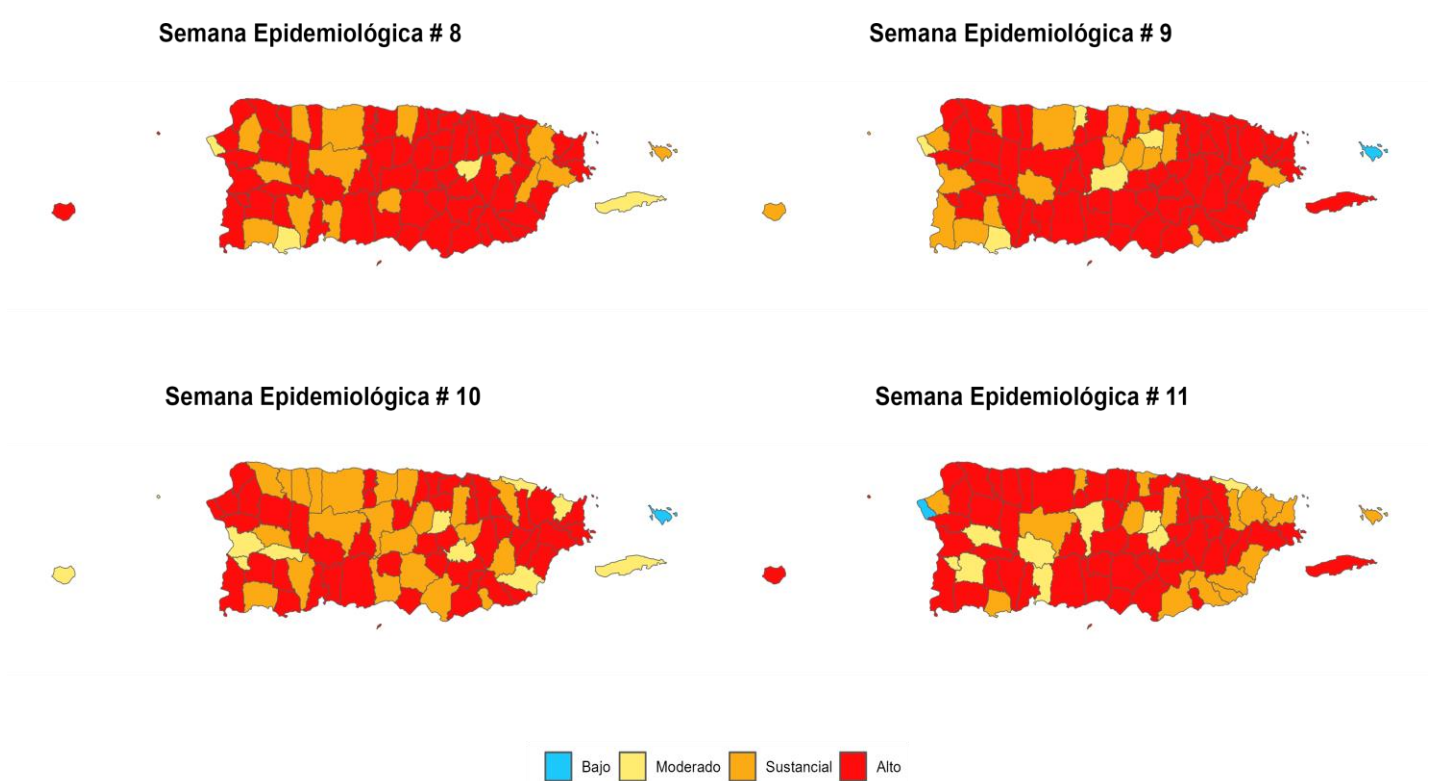 Semana Epidemiológica # 8
Semana Epidemiológica # 9
Semana Epidemiológica # 10
Semana Epidemiológica # 11
Bajo Moderado Sustancial Alto